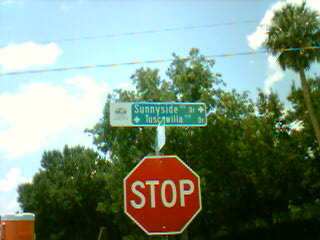 Sunnyside Dr →
← Tuscawilla Dr
STOP